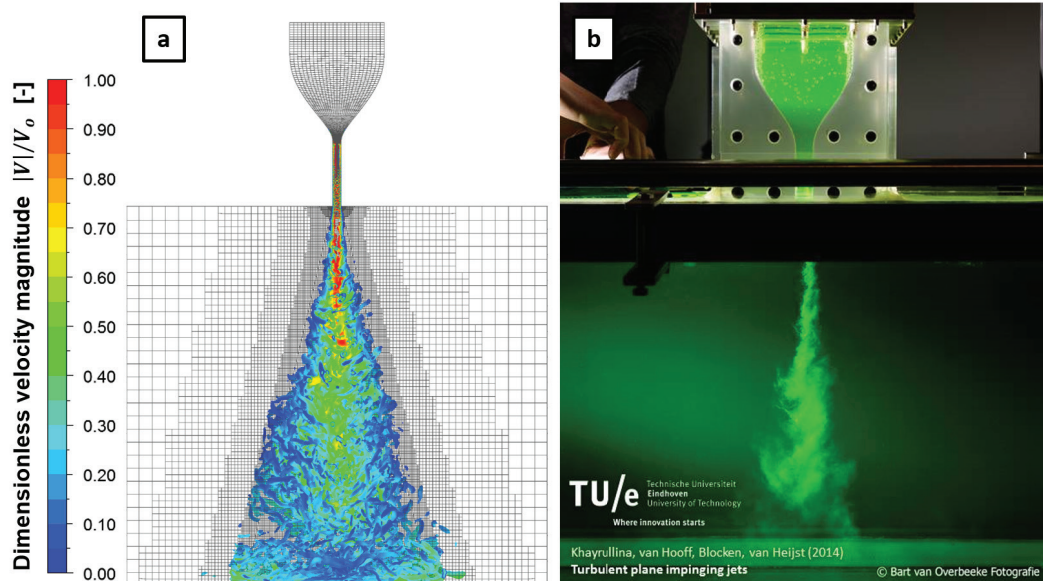 a
Dimensionless velocity magnitude |V|/V₀ [-]
1.00
0.90
0.80
0.70
0.60
0.50
0.40
0.30
0.20
0.10
0.00
b
TU/e
Technische Universiteit
Eindhoven
University of Technology
Where innovation starts
Khayrullina, van Hooff, Blocken, van Heijst (2014)
Turbulent plane impinging jets
© Bart van Overbeeke Fotografie